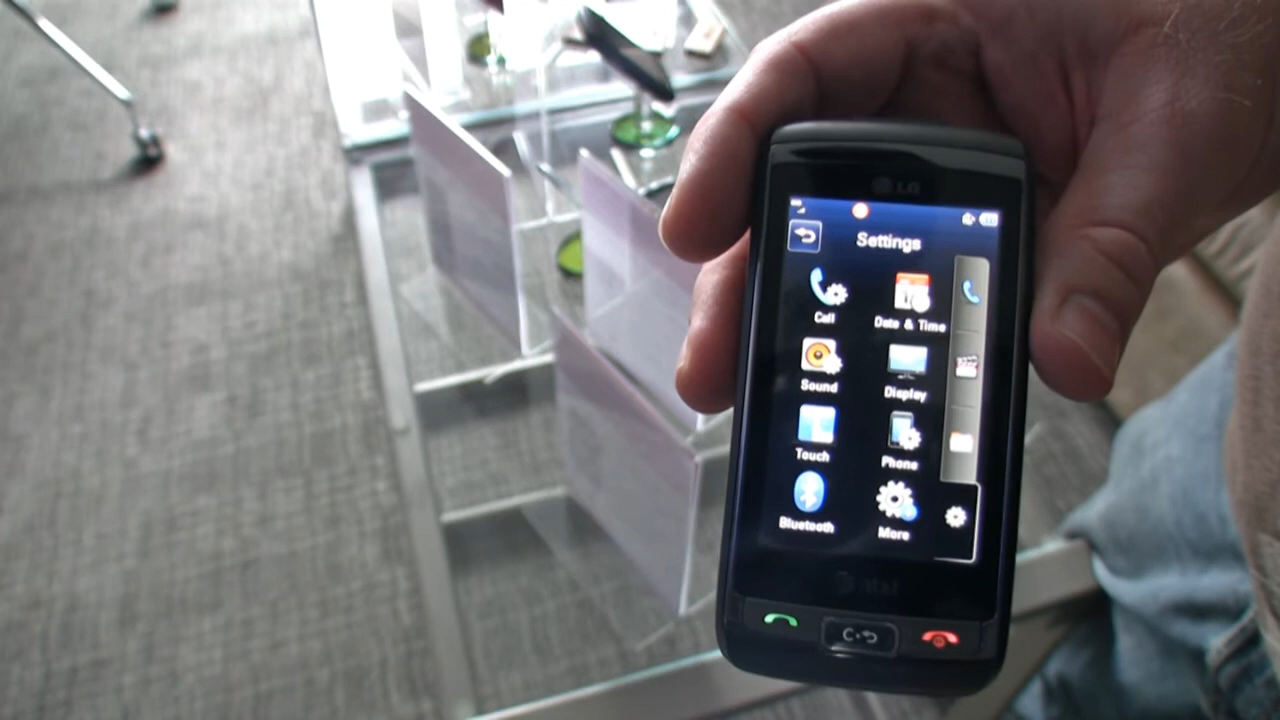 LG
Settings
Call
Date & Time
Sound
Display
Touch
Phone
Bluetooth
More
at&t
C